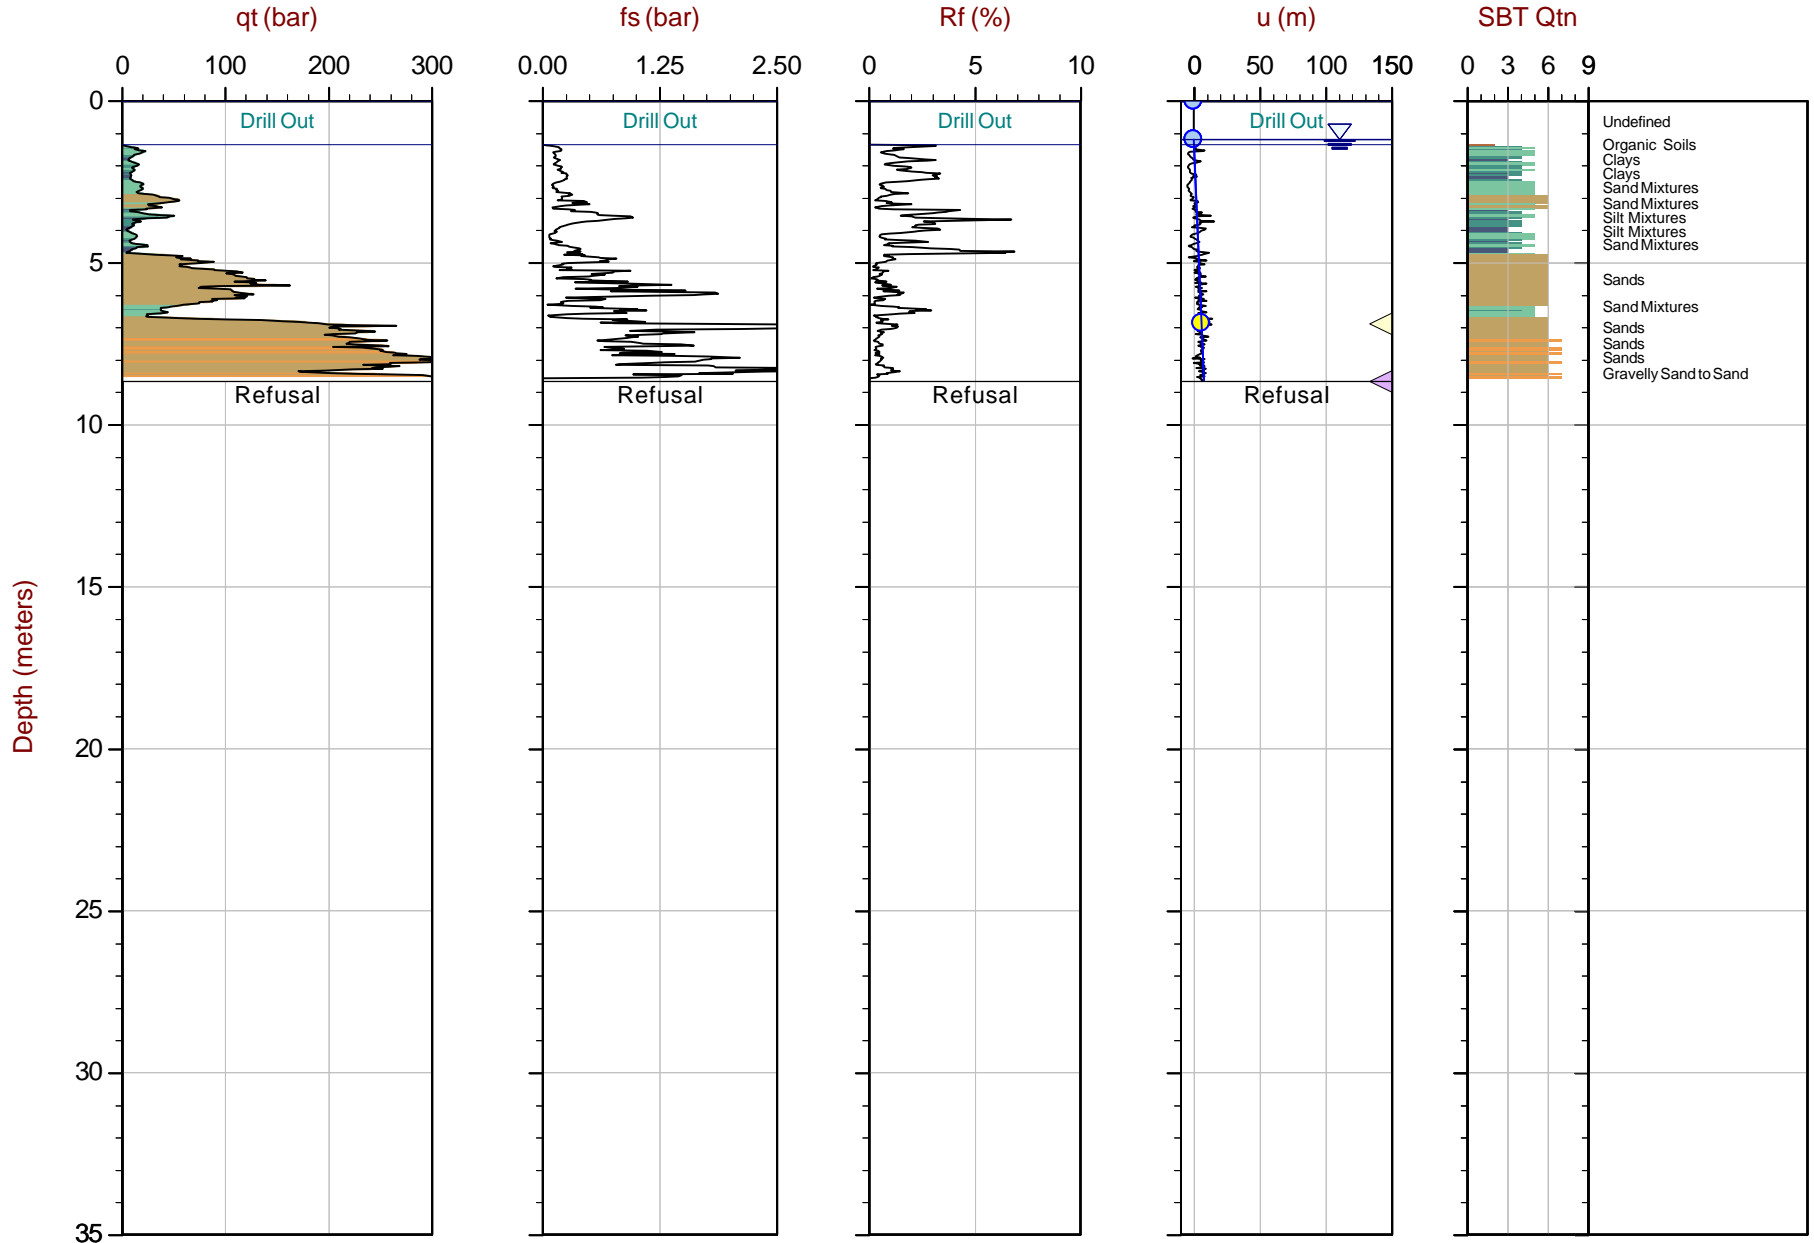 qt (bar) fs (bar) Rf (%) u (m) SBT Qtn
0 100 200 300 0.00 1.25 2.50 0 5 10 0 50 100 150 0 3 6 9
0
Drill Out Drill Out Drill Out Drill Out Undefined
Organic Soils
Clays
Clays
Sand Mixtures
Sand Mixtures
Silt Mixtures
Silt Mixtures
Sand Mixtures
5
Sands
Sand Mixtures
Sands
Sands
Sands
Gravelly Sand to Sand
Refusal Refusal Refusal Refusal
10
15
Depth (meters)
20
25
30
35